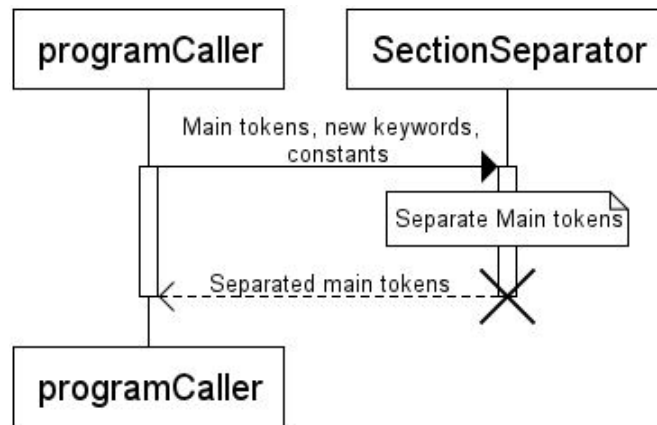 programCaller
SectionSeparator
Main tokens, new keywords,
constants
Separate Main tokens
Separated main tokens
programCaller